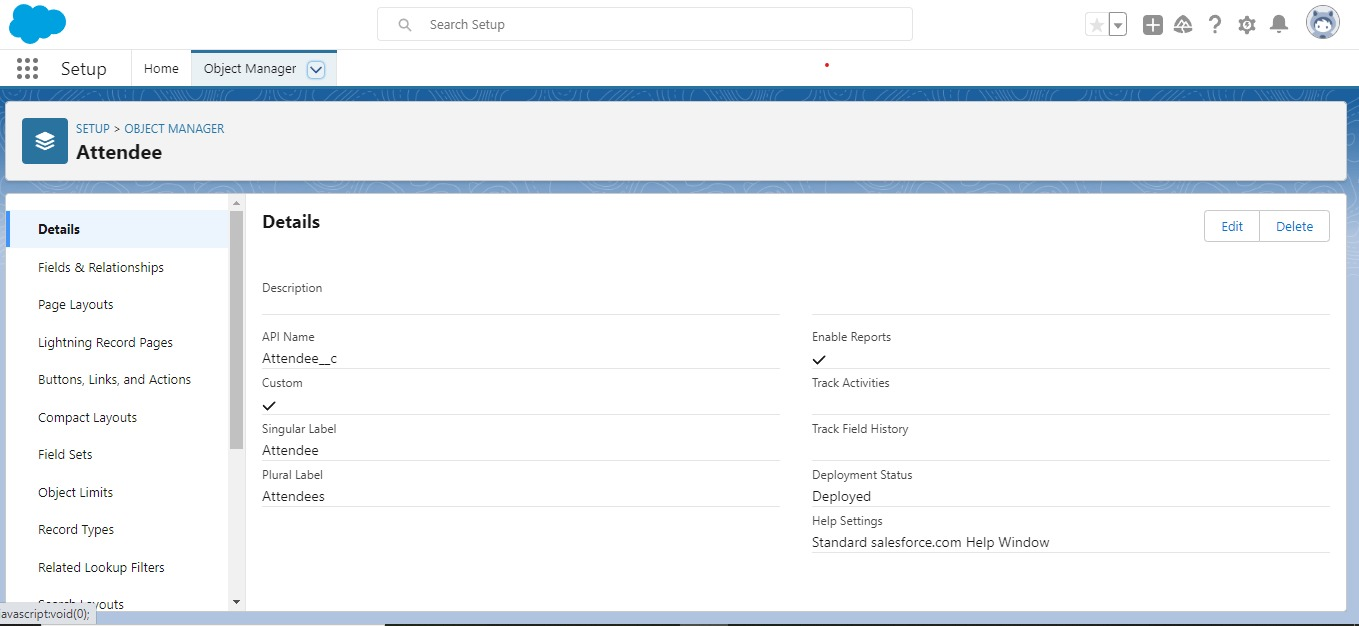 Search Setup
Setup
Home
Object Manager
SETUP > OBJECT MANAGER
Attendee
Details
Fields & Relationships
Page Layouts
Lightning Record Pages
Buttons, Links, and Actions
Compact Layouts
Field Sets
Object Limits
Record Types
Related Lookup Filters
Search Layouts
avascript:void(0);
Details
Edit
Delete
Description
API Name
Attendee__c
Custom
Singular Label
Attendee
Plural Label
Attendees
Enable Reports
Track Activities
Track Field History
Deployment Status
Deployed
Help Settings
Standard salesforce.com Help Window